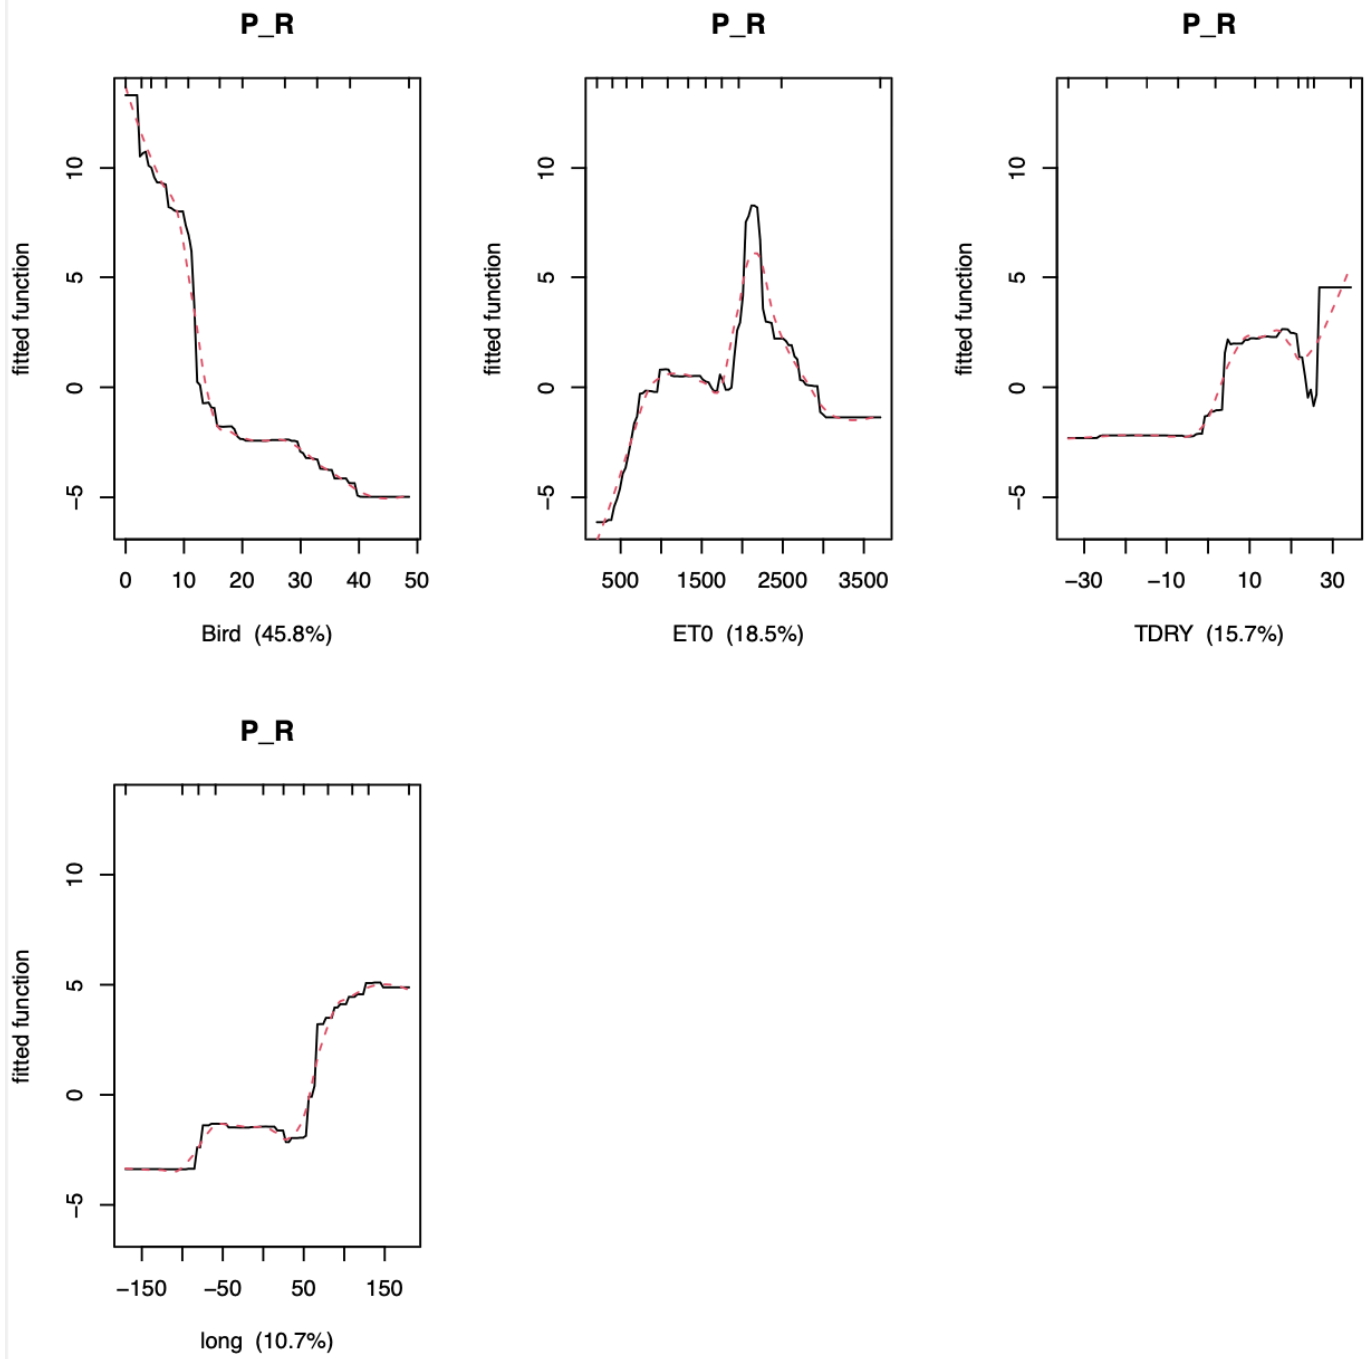 P_R
P_R
P_R
fitted function
10
5
0
−5
0 10 20 30 40 50
Bird (45.8%)
fitted function
10
5
0
−5
500 1500 2500 3500
ET0 (18.5%)
fitted function
10
5
0
−5
−30 −10 10 30
TDRY (15.7%)
P_R
fitted function
10
5
0
−5
−150 −50 50 150
long (10.7%)